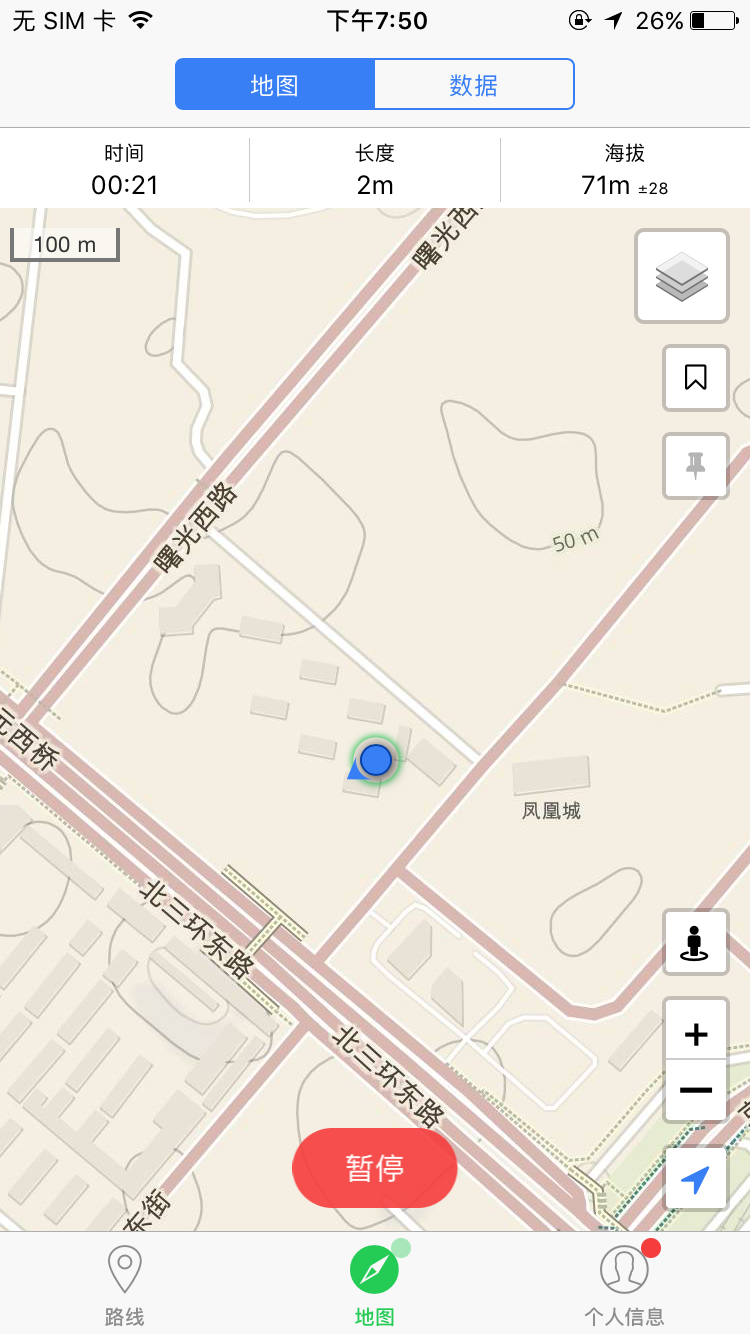 无 SIM 卡 下午7:50 26%
地图 数据
时间 长度 海拔
00:21 2m 71m ±28
100 m
曙光西
曙光西路
50 m
元西桥
凤凰城
北三环东路
北三环东路
暂停
东街
路线 地图 个人信息